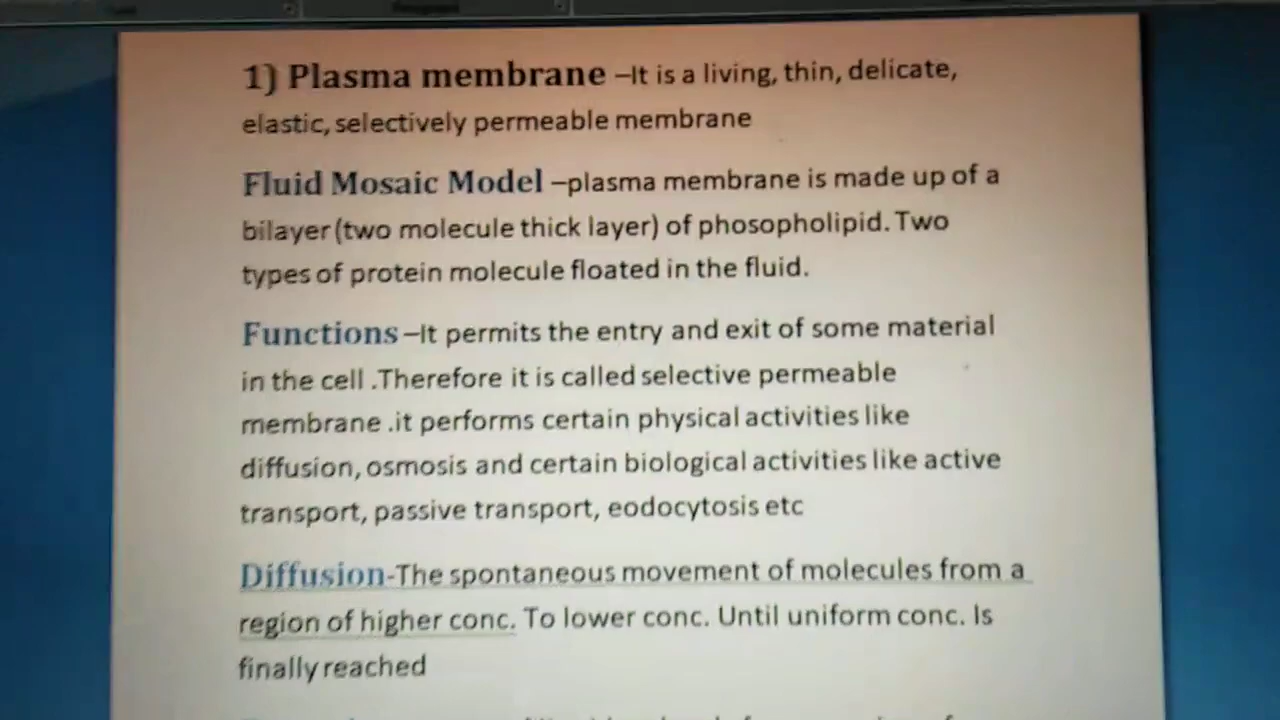 1) Plasma membrane –It is a living, thin, delicate,
elastic, selectively permeable membrane
Fluid Mosaic Model –plasma membrane is made up of a
bilayer (two molecule thick layer) of phosopholipid. Two
types of protein molecule floated in the fluid.
Functions –It permits the entry and exit of some material
in the cell .Therefore it is called selective permeable
membrane .it performs certain physical activities like
diffusion, osmosis and certain biological activities like active
transport, passive transport, eodocytosis etc
Diffusion-The spontaneous movement of molecules from a
region of higher conc. To lower conc. Until uniform conc. Is
finally reached